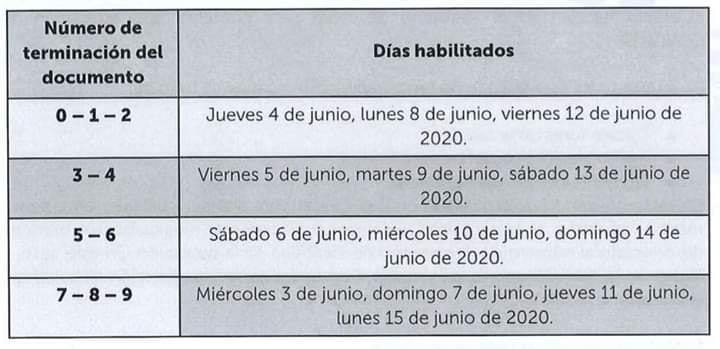 Número de
terminación del
documento
Días habilitados
0 – 1 – 2
Jueves 4 de junio, lunes 8 de junio, viernes 12 de junio de
2020.
3 – 4
Viernes 5 de junio, martes 9 de junio, sábado 13 de junio de
2020.
5 – 6
Sábado 6 de junio, miércoles 10 de junio, domingo 14 de
junio de 2020.
7 – 8 – 9
Miércoles 3 de junio, domingo 7 de junio, jueves 11 de junio,
lunes 15 de junio de 2020.